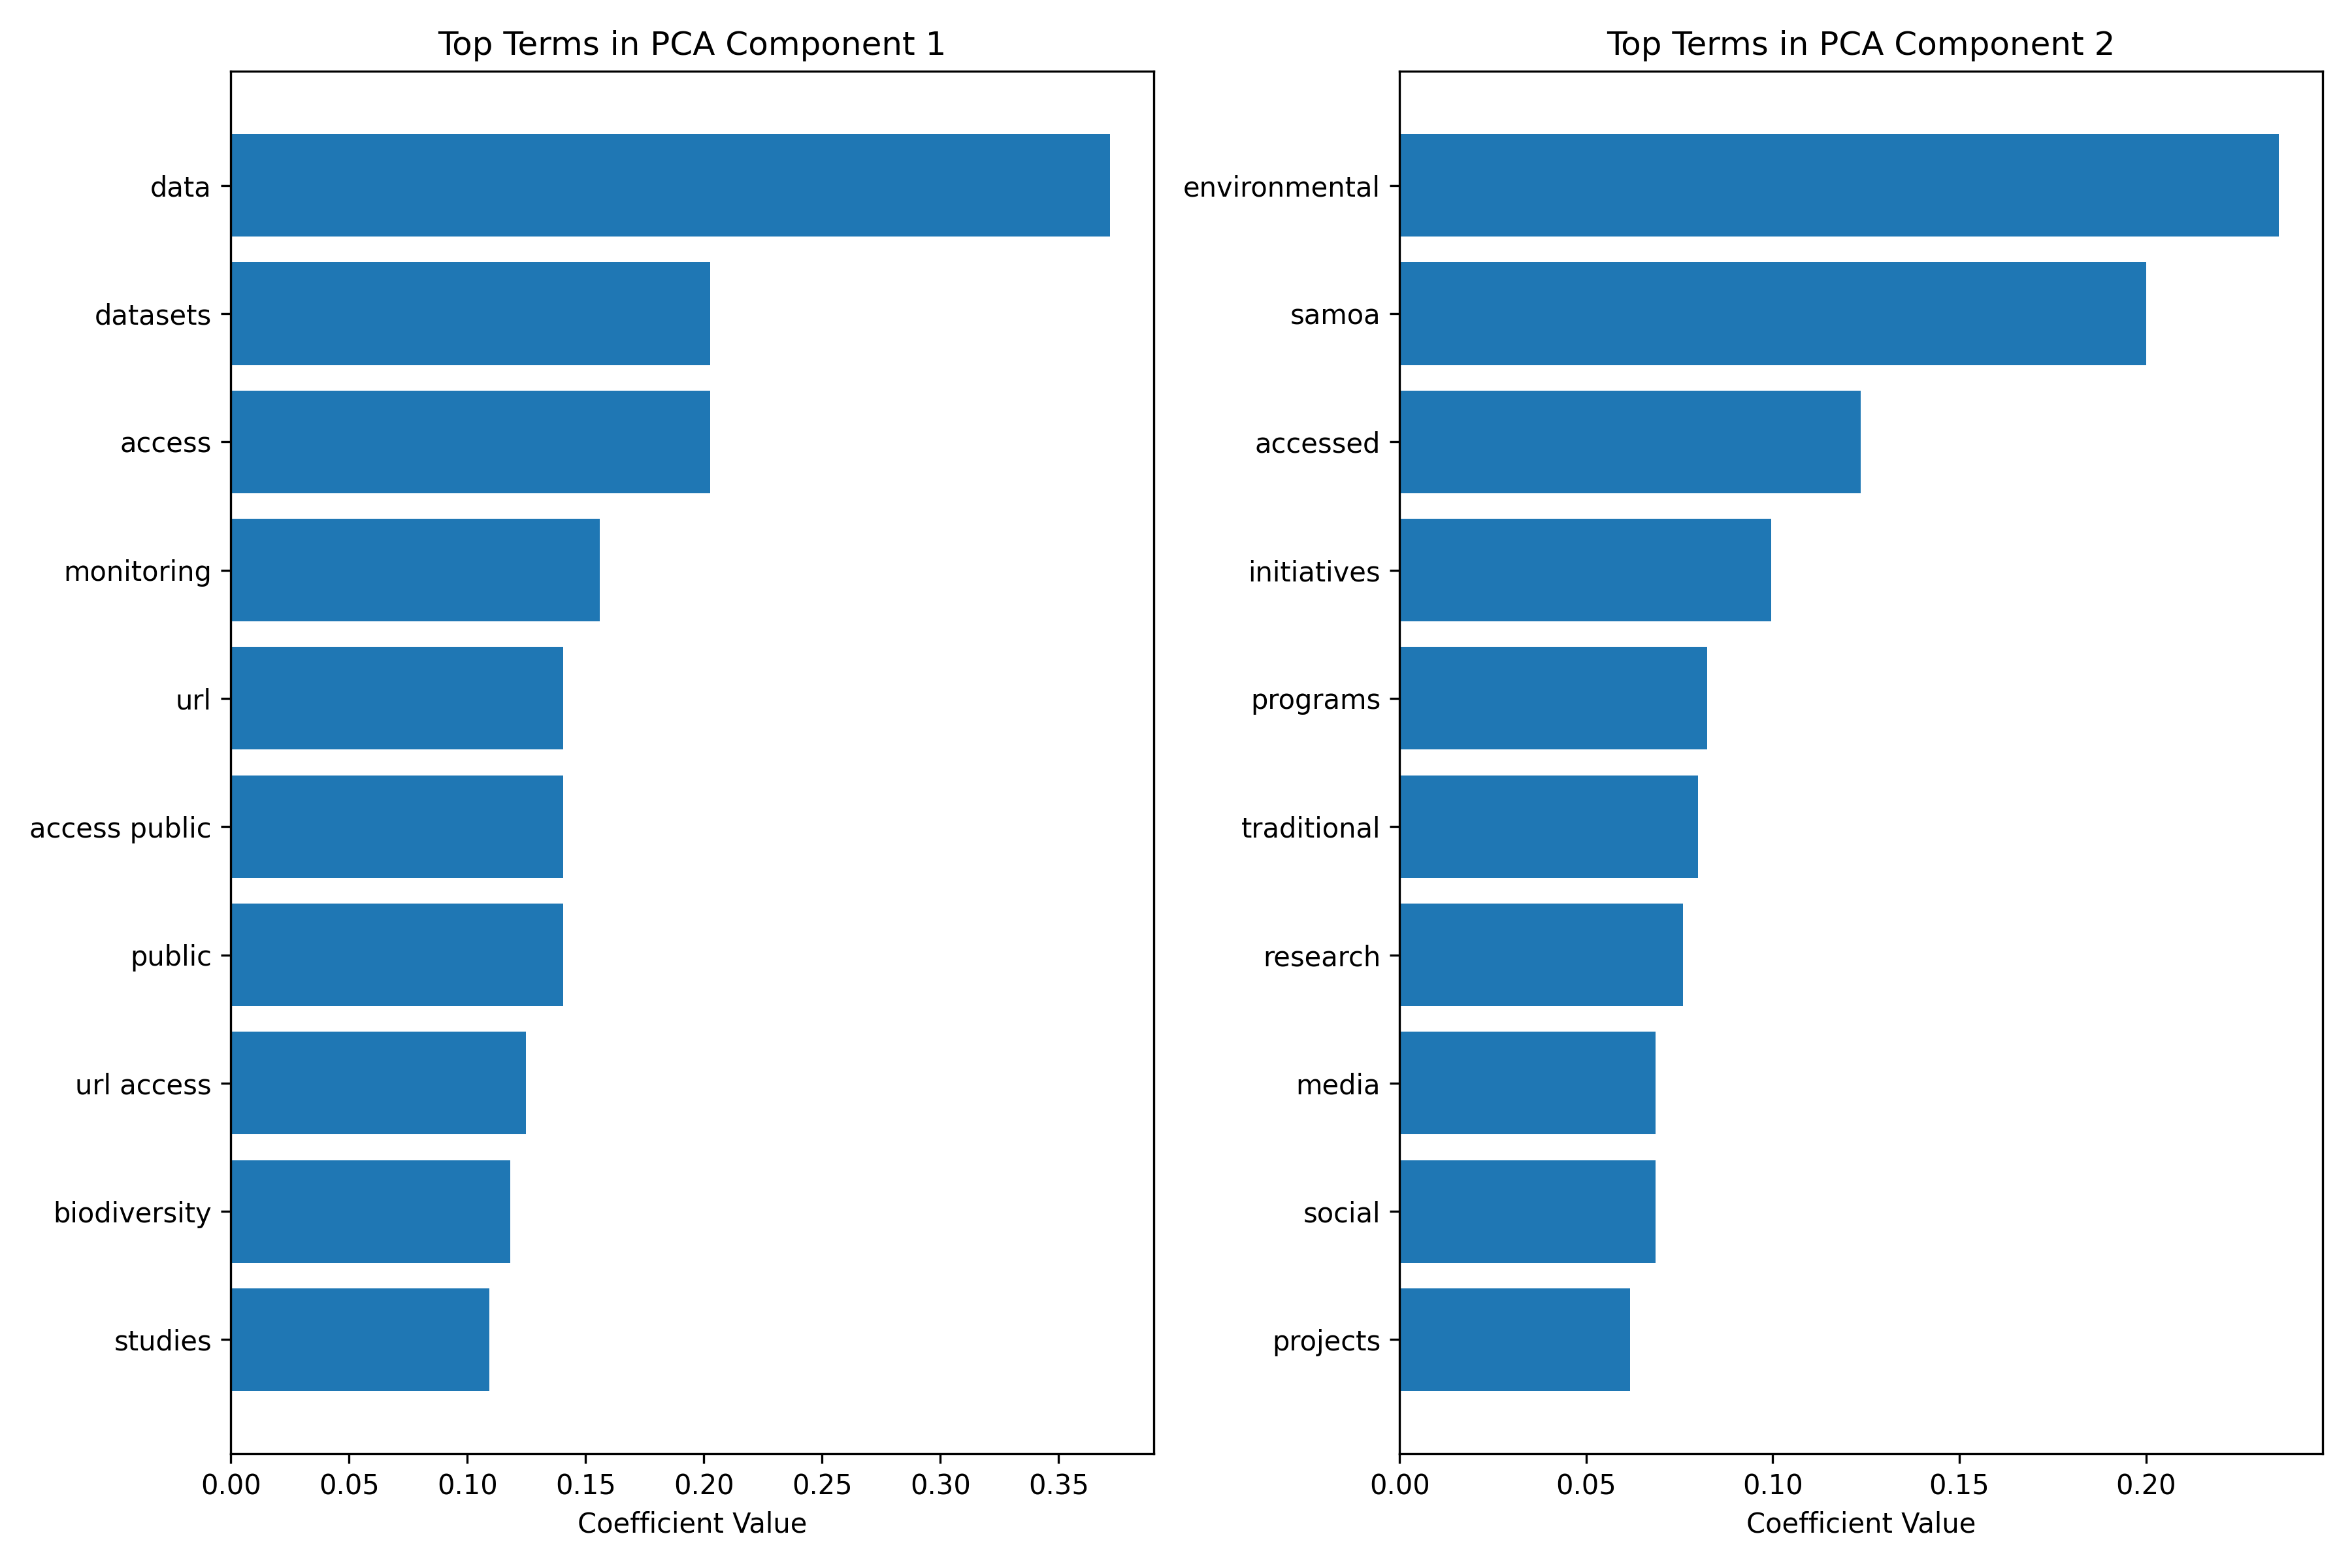 Top Terms in PCA Component 1
data
datasets
access
monitoring
url
access public
public
url access
biodiversity
studies
0.00 0.05 0.10 0.15 0.20 0.25 0.30 0.35
Coefficient Value
Top Terms in PCA Component 2
environmental
samoa
accessed
initiatives
programs
traditional
research
media
social
projects
0.00 0.05 0.10 0.15 0.20
Coefficient Value